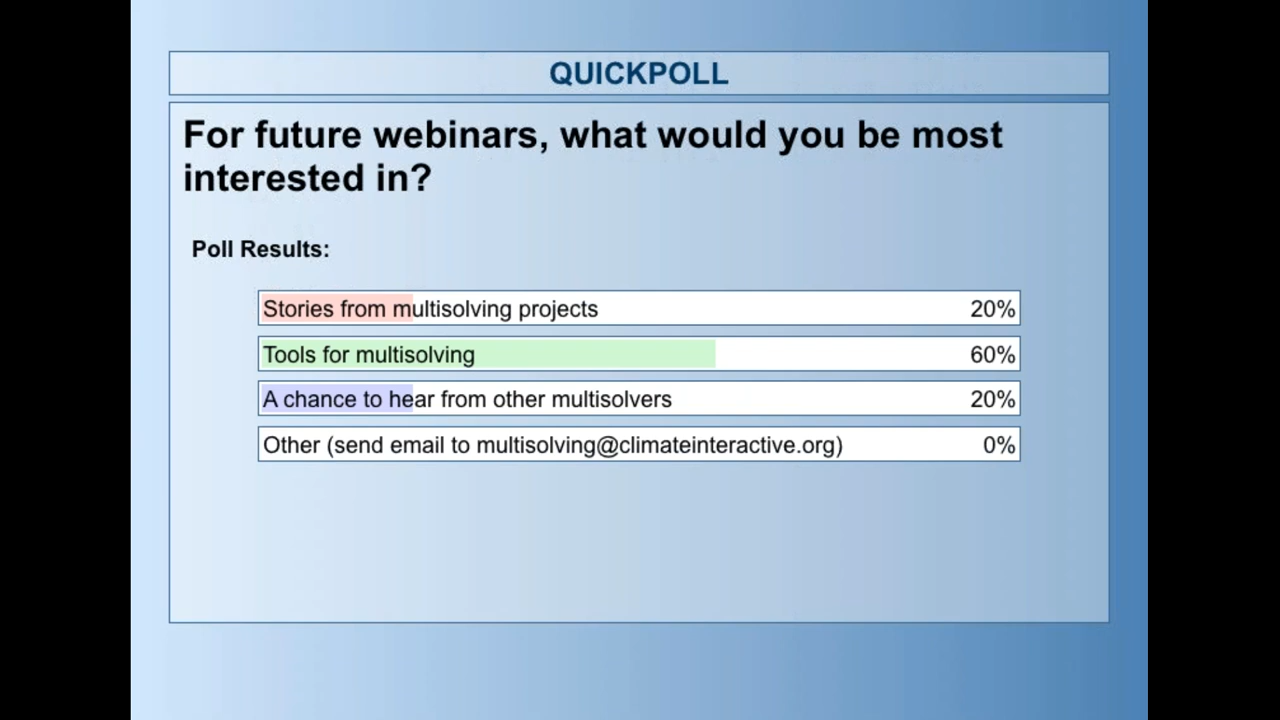 QUICKPOLL
For future webinars, what would you be most
interested in?
Poll Results:
Stories from multisolving projects 20%
Tools for multisolving 60%
A chance to hear from other multisolvers 20%
Other (send email to multisolving@climateinteractive.org) 0%